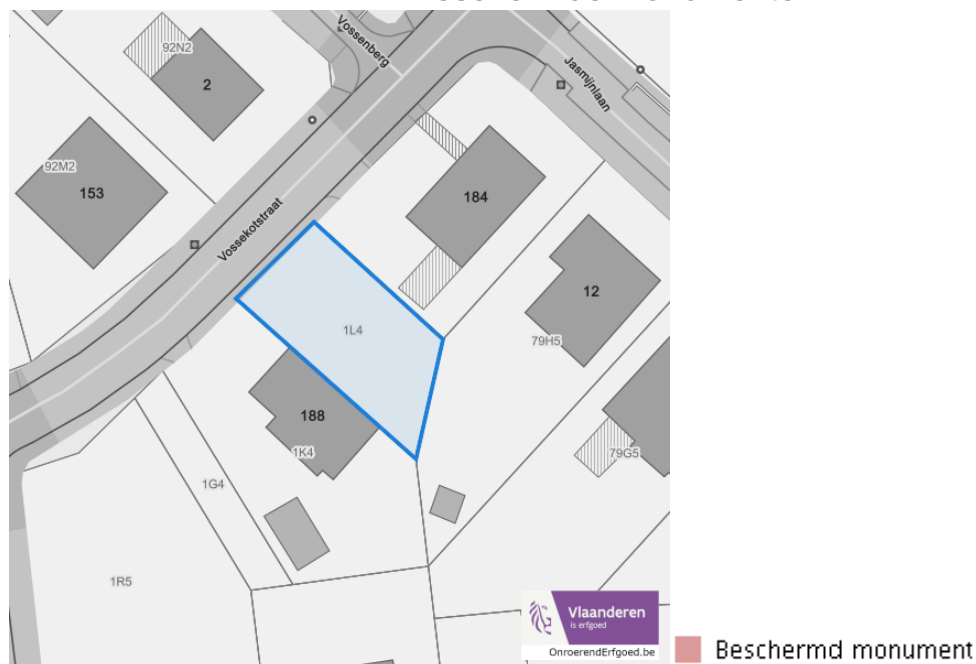 Vossenberg
92N2
2
Jasmijnlaan
92M2
153
184
Vossekotstraat
12
1L4
79H5
188
1K4
79G5
1G4
1R5
Vlaanderen
is erfgoed
OnroerendErfgoed.be
Beschermd monument